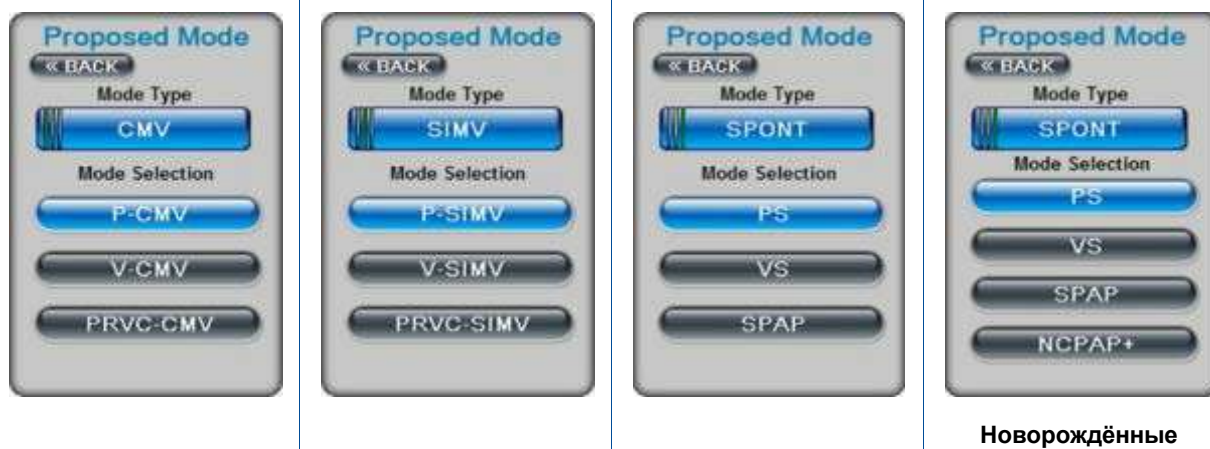 Proposed Mode
« BACK
Mode Type
CMV
Mode Selection
P-CMV
V-CMV
PRVC-CMV
Proposed Mode
« BACK
Mode Type
SIMV
Mode Selection
P-SIMV
V-SIMV
PRVC-SIMV
Proposed Mode
« BACK
Mode Type
SPONT
Mode Selection
PS
VS
SPAP
Proposed Mode
« BACK
Mode Type
SPONT
Mode Selection
PS
VS
SPAP
NCPAP+
Новорождённые